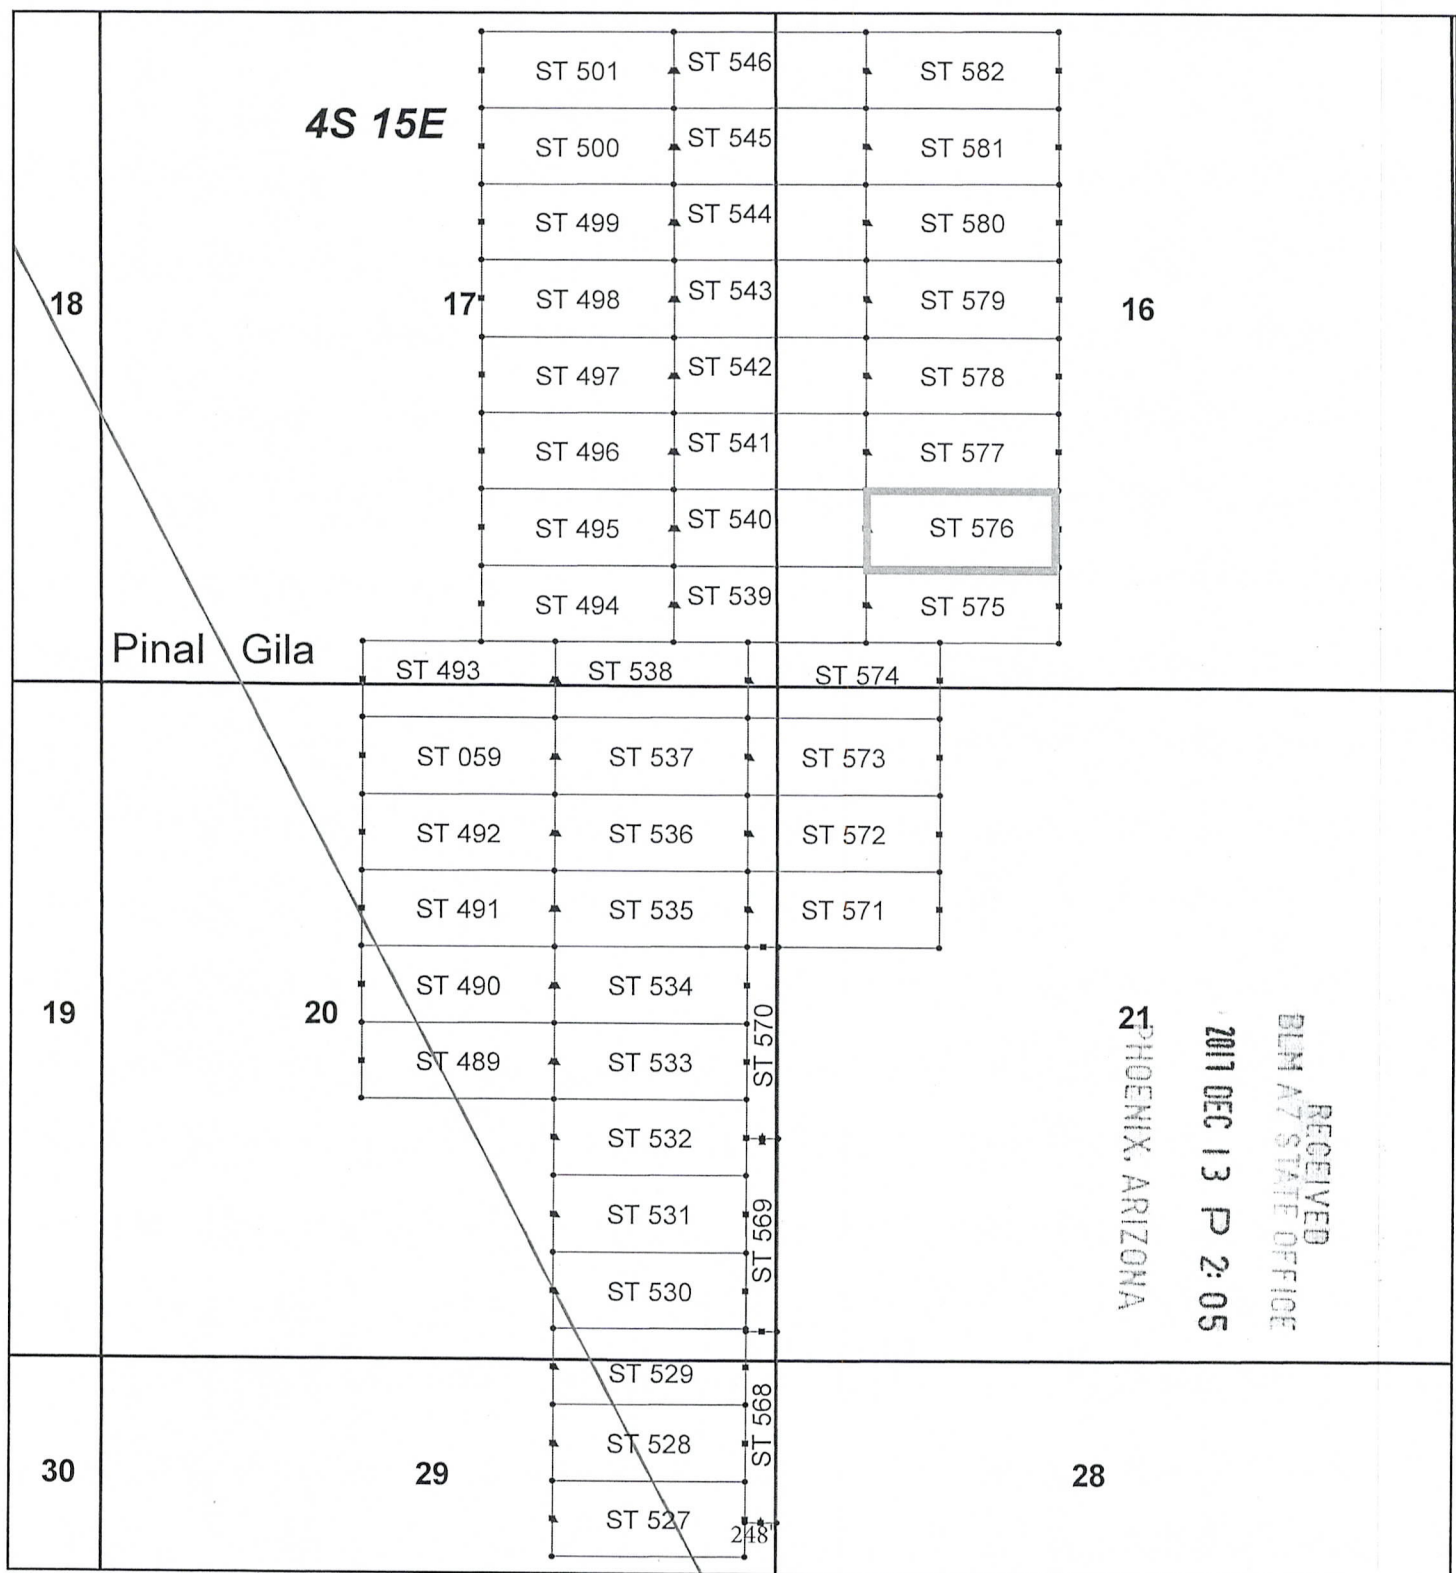 ST 501 ST 546 ST 582
4S 15E
ST 500 ST 545 ST 581
ST 499 ST 544 ST 580
18 17 ST 498 ST 543 ST 579 16
ST 497 ST 542 ST 578
ST 496 ST 541 ST 577
ST 495 ST 540 ST 576
ST 494 ST 539 ST 575
Pinal Gila
ST 493 ST 538 ST 574
ST 059 ST 537 ST 573
ST 492 ST 536 ST 572
ST 491 ST 535 ST 571
ST 490 ST 534
19 20 21
ST 570
ST 489 ST 533
ST 532
ST 531
ST 569
ST 530
ST 529
ST 568
ST 528
30 29 28
ST 527
248'
RECEIVED
BLM AZ STATE OFFICE
2017 DEC 13 P 2:05
PHOENIX, ARIZONA